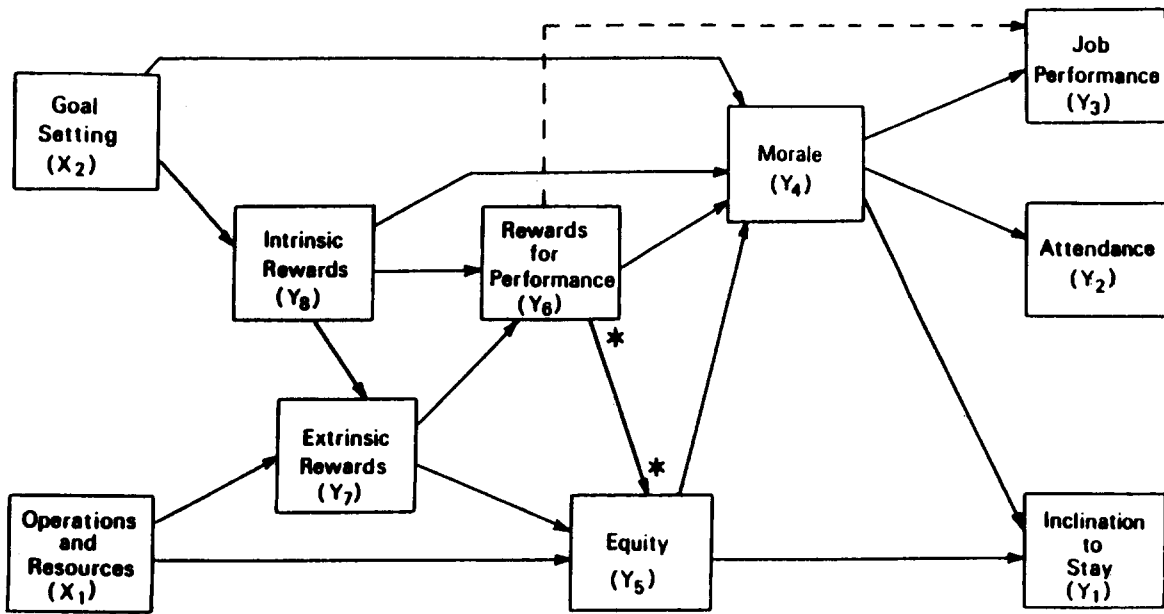 Job
Performance
(Y3)
Goal
Setting
(X2)
Morale
(Y4)
Intrinsic
Rewards
(Y8)
Rewards
for
Performance
(Y6)
Attendance
(Y2)
*
*
Extrinsic
Rewards
(Y7)
Operations
and
Resources
(X1)
Equity
(Y5)
Inclination
to
Stay
(Y1)